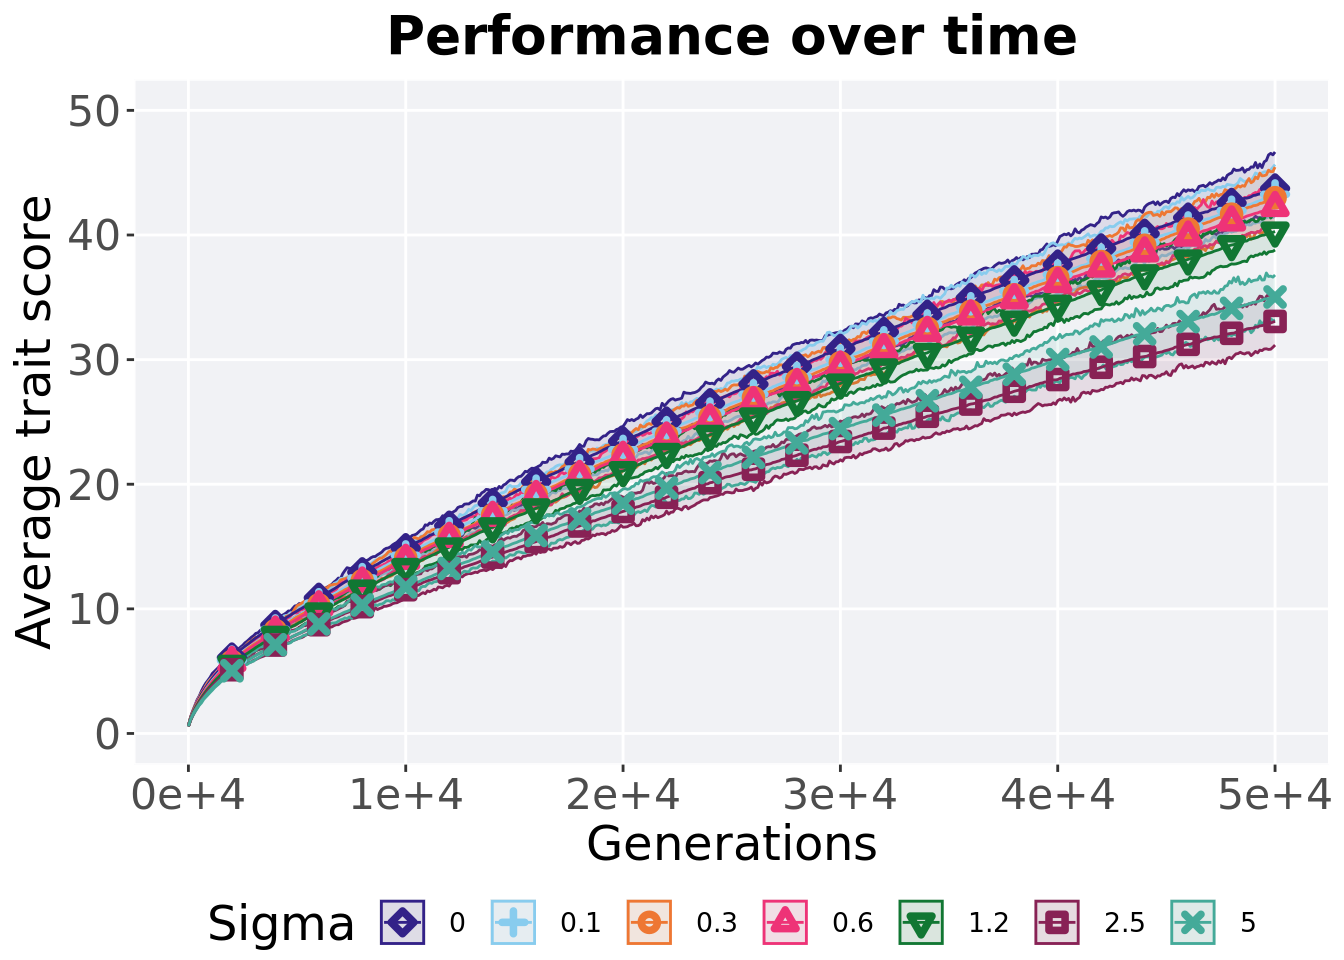 Performance over time
Average trait score
50
40
30
20
10
0
0e+4 1e+4 2e+4 3e+4 4e+4 5e+4
Generations
Sigma 0 0.1 0.3 0.6 1.2 2.5 5